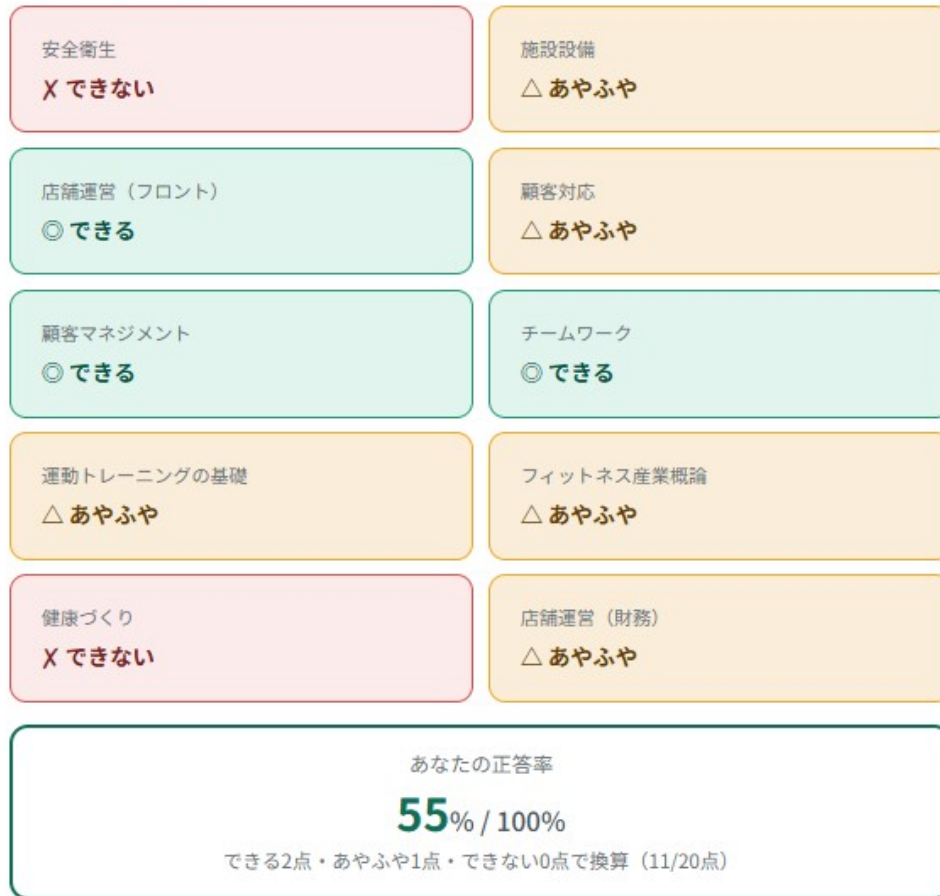 安全衛生
✗ できない
施設設備
△ あやふや
店舗運営（フロント）
◎ できる
顧客対応
△ あやふや
顧客マネジメント
◎ できる
チームワーク
◎ できる
運動トレーニングの基礎
△ あやふや
フィットネス産業概論
△ あやふや
健康づくり
✗ できない
店舗運営（財務）
△ あやふや
あなたの正答率
55% / 100%
できる2点・あやふや1点・できない0点で換算（11/20点）